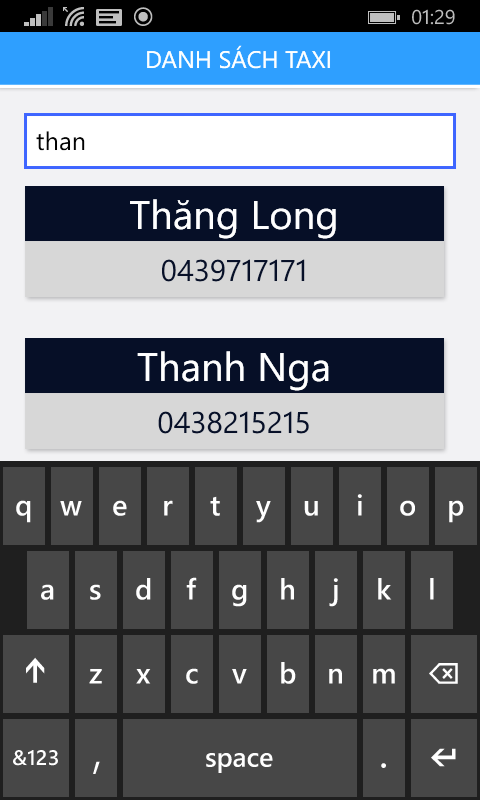 01:29
DANH SÁCH TAXI
than
Thăng Long
0439717171
Thanh Nga
0438215215
q w e r t y u i o p
a s d f g h j k l
z x c v b n m
&123 , space .